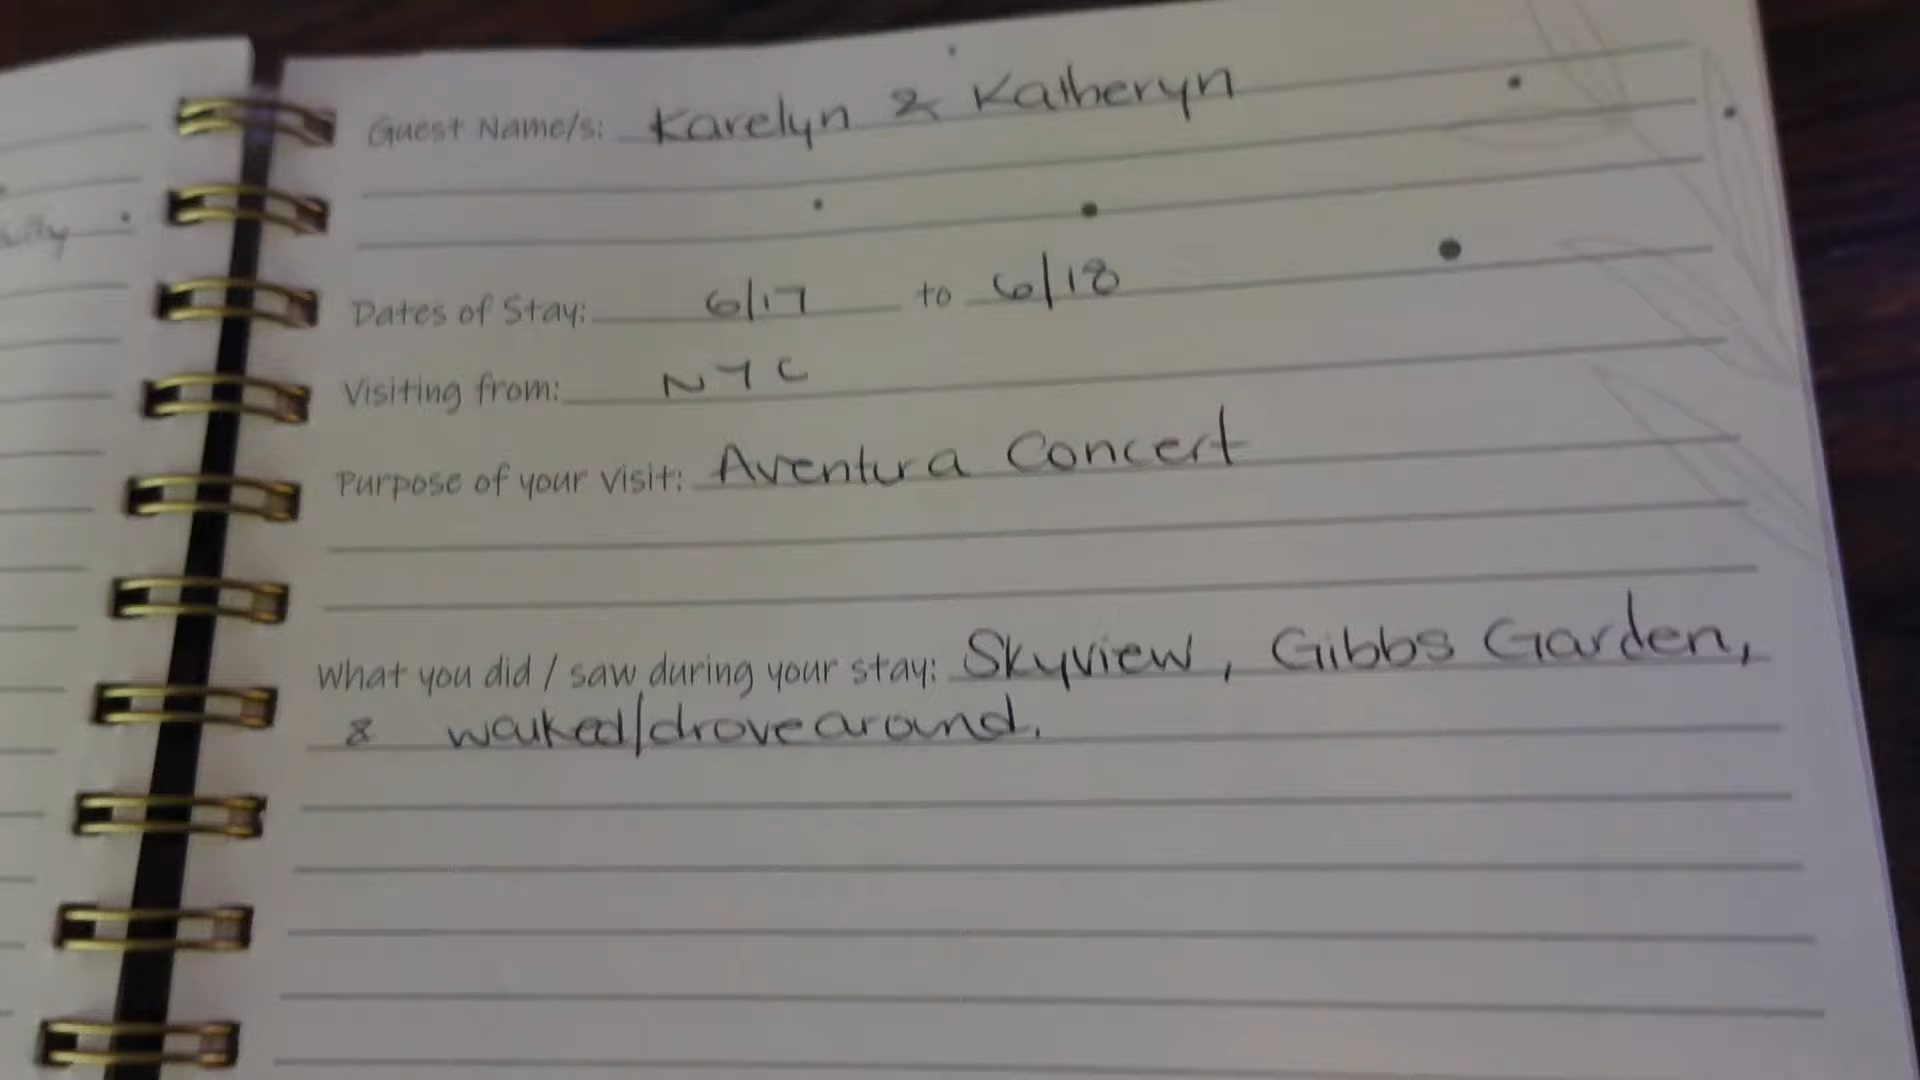 Guest Name/s: Karelyn & Katheryn
Dates of Stay: 6/17 to 6/18
Visiting from: NYC
Purpose of your visit: Aventura Concert
What you did / saw during your stay: Skyview, Gibbs Garden,
& walked/drove around.